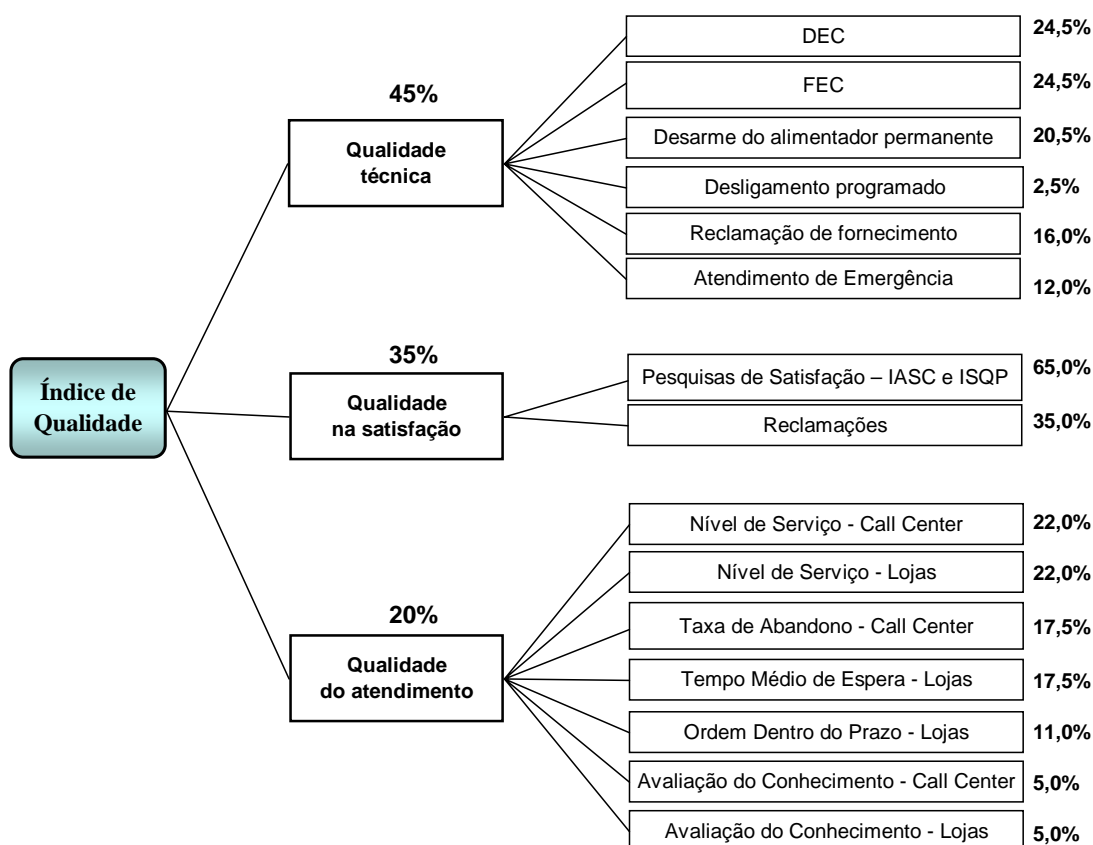 DEC
24,5%
FEC
24,5%
45%
Qualidade
técnica
Desarme do alimentador permanente
20,5%
Desligamento programado
2,5%
Reclamação de fornecimento
16,0%
Atendimento de Emergência
12,0%
Índice de
Qualidade
35%
Qualidade
na satisfação
Pesquisas de Satisfação – IASC e ISQP
65,0%
Reclamações
35,0%
20%
Qualidade
do atendimento
Nível de Serviço - Call Center
22,0%
Nível de Serviço - Lojas
22,0%
Taxa de Abandono - Call Center
17,5%
Tempo Médio de Espera - Lojas
17,5%
Ordem Dentro do Prazo - Lojas
11,0%
Avaliação do Conhecimento - Call Center
5,0%
Avaliação do Conhecimento - Lojas
5,0%